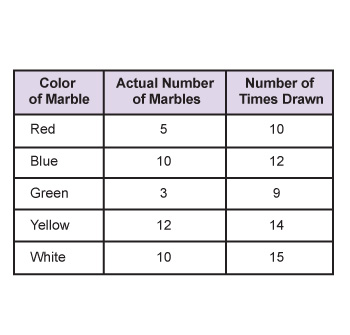 Color of Marble Actual Number of Marbles Number of Times Drawn
Red 5 10
Blue 10 12
Green 3 9
Yellow 12 14
White 10 15